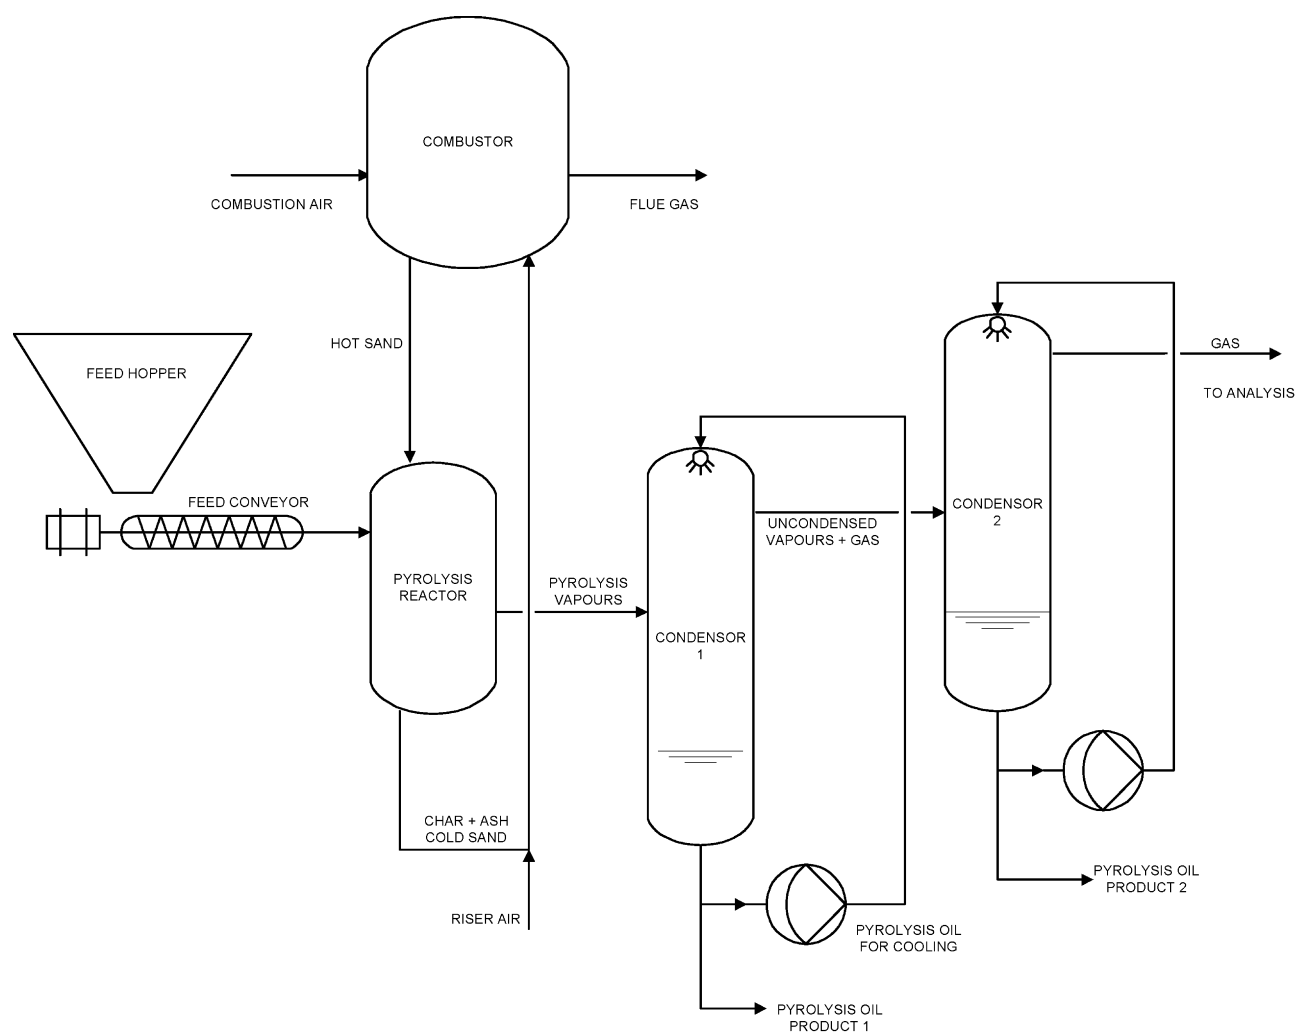 COMBUSTOR
COMBUSTION AIR
FLUE GAS
HOT SAND
GAS
FEED HOPPER
TO ANALYSIS
FEED CONVEYOR
CONDENSOR
2
UNCONDENSED
VAPOURS + GAS
PYROLYSIS
REACTOR
PYROLYSIS
VAPOURS
CONDENSOR
1
CHAR + ASH
COLD SAND
PYROLYSIS OIL
PRODUCT 2
RISER AIR
PYROLYSIS OIL
FOR COOLING
PYROLYSIS OIL
PRODUCT 1